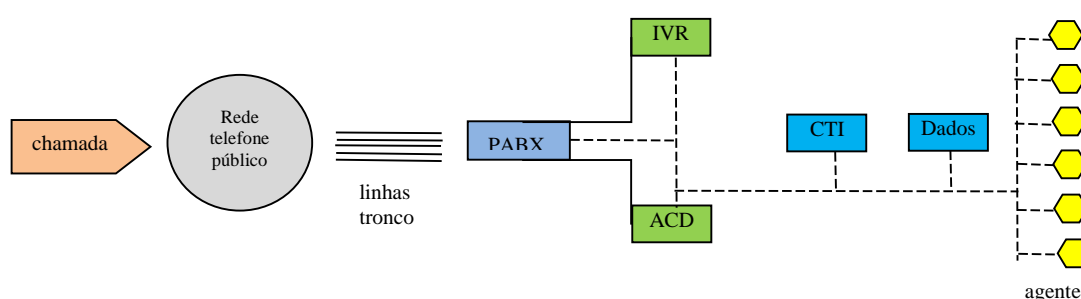 chamada
Rede
telefone
público
linhas
tronco
PABX
IVR
ACD
CTI
Dados
agente